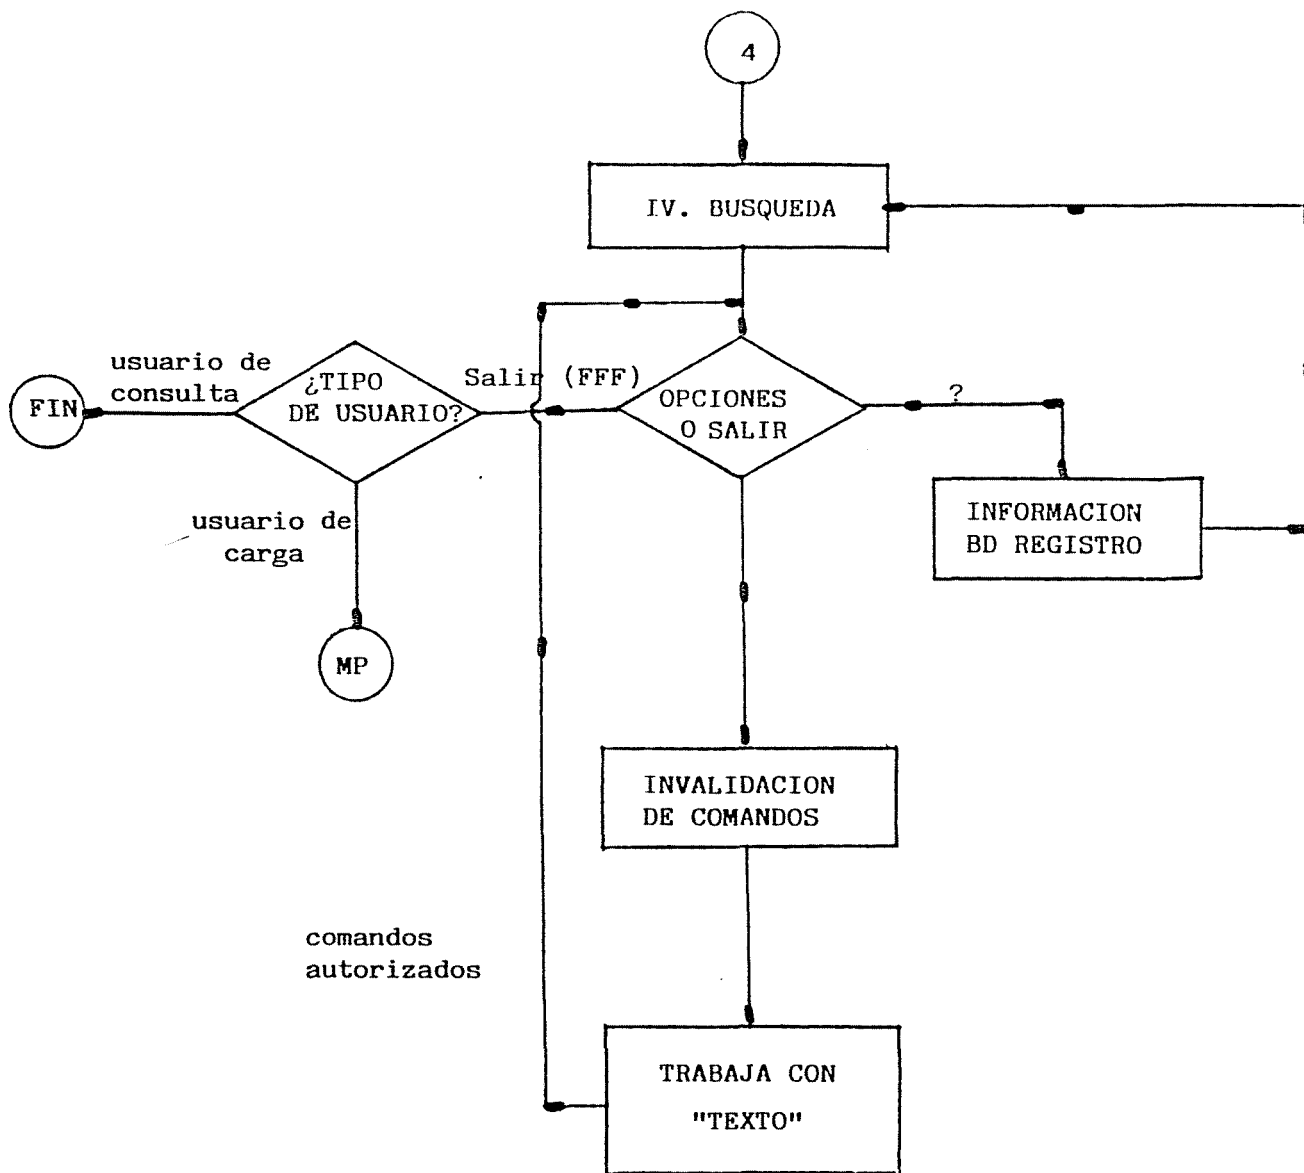 4
IV. BUSQUEDA
usuario de
consulta
FIN
¿TIPO
DE USUARIO?
Salir (FFF)
OPCIONES
O SALIR
?
INFORMACION
BD REGISTRO
usuario de
carga
MP
INVALIDACION
DE COMANDOS
comandos
autorizados
TRABAJA CON
"TEXTO"